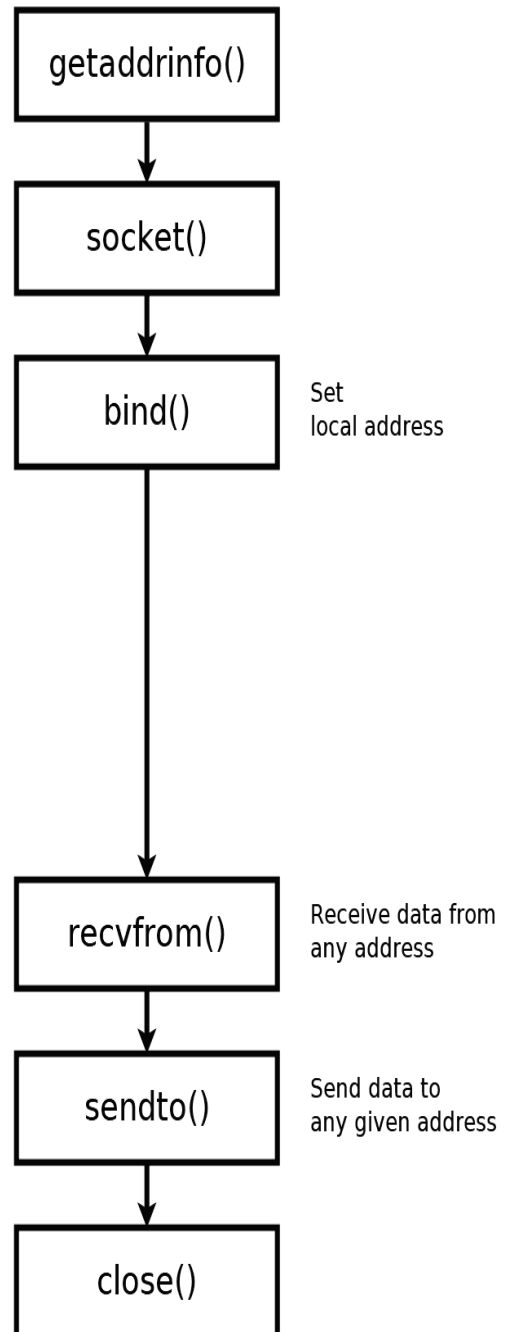 getaddrinfo()
socket()
bind()
Set
local address
recvfrom()
Receive data from
any address
sendto()
Send data to
any given address
close()